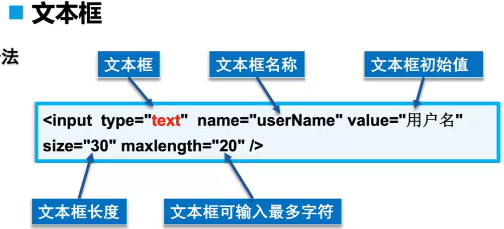 文本框
法
文本框
文本框名称
文本框初始值
<input type="text" name="userName" value="用户名"
size="30" maxlength="20" />
文本框长度
文本框可输入最多字符